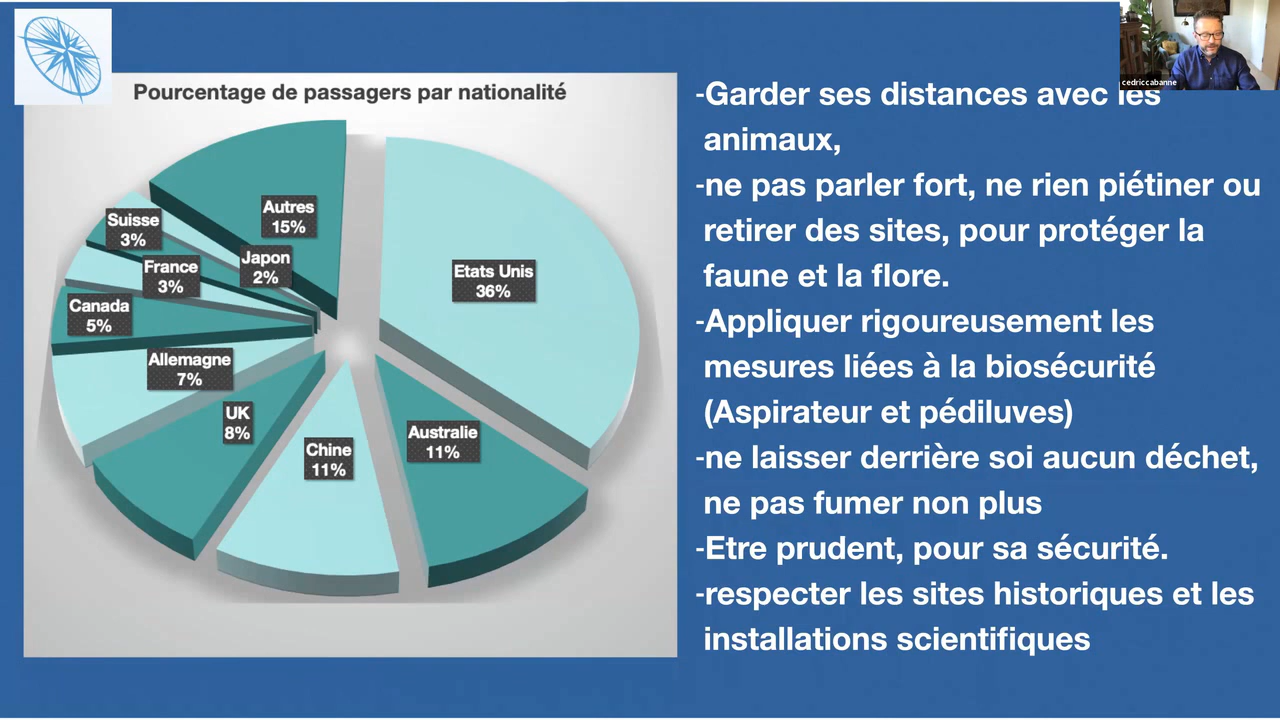 Pourcentage de passagers par rationalité
Etats Unis
36%
Australie
11%
Chine
11%
UK
8%
Allemagne
7%
Canada
5%
France
3%
Suisse
3%
Japon
2%
Autres
15%
cedriccabanne
-Garder ses distances avec les
animaux,
-ne pas parler fort, ne rien piétiner ou
retirer des sites, pour protéger la
faune et la flore.
-Appliquer rigoureusement les
mesures liées à la biosécurité
(Aspirateur et pédiluves)
-ne laisser derrière soi aucun déchet,
ne pas fumer non plus
-Etre prudent, pour sa sécurité.
-respecter les sites historiques et les
installations scientifiques